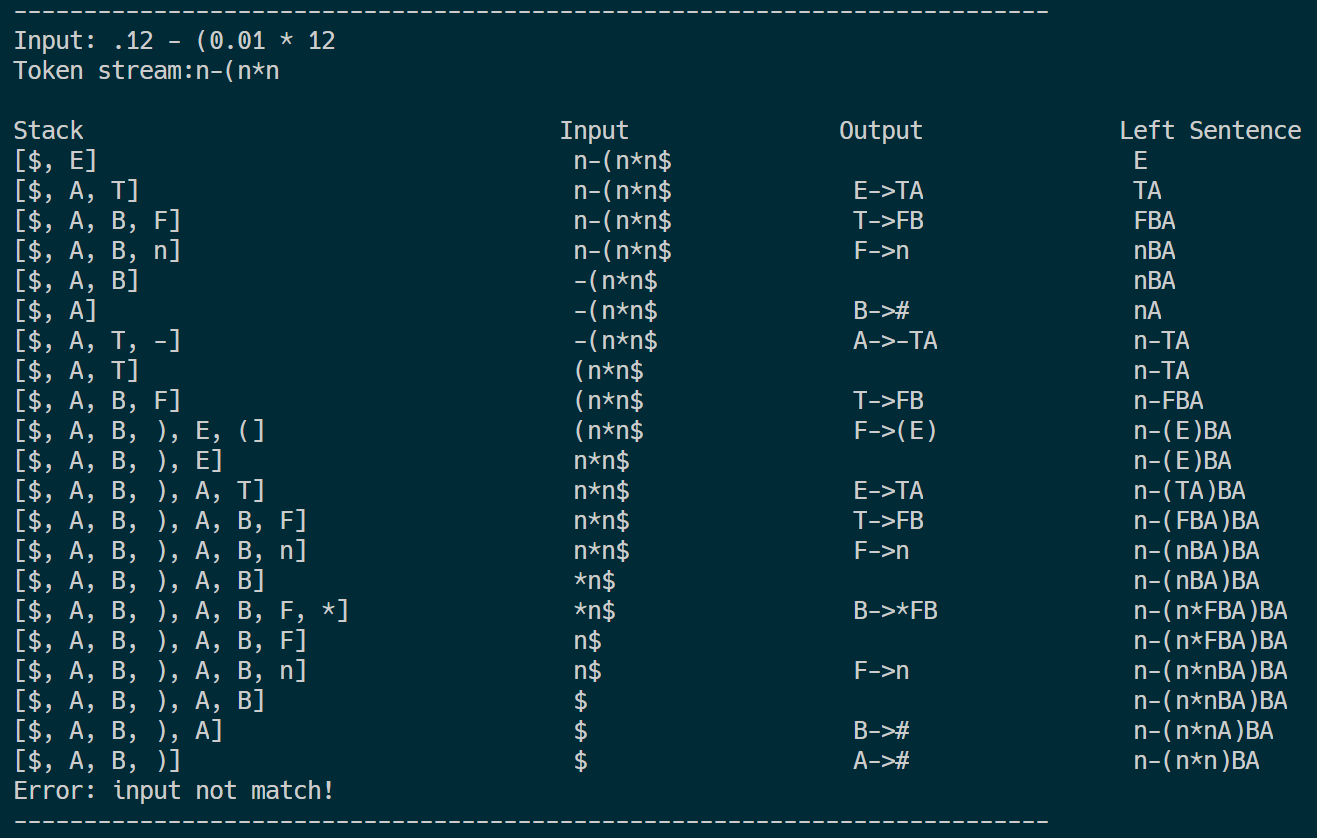 --------------------------------------------------------------------------
Input: .12 - (0.01 * 12
Token stream:n-(n*n
Stack                                  Input               Output              Left Sentence
[$, E]                                  n-(n*n$                                 E
[$, A, T]                               n-(n*n$             E->TA               TA
[$, A, B, F]                            n-(n*n$             T->FB               FBA
[$, A, B, n]                            n-(n*n$             F->n                nBA
[$, A, B]                               -(n*n$                                  nBA
[$, A]                                  -(n*n$              B->#                nA
[$, A, T, -]                            -(n*n$              A->-TA              n-TA
[$, A, T]                               (n*n$                                   n-TA
[$, A, B, F]                            (n*n$               T->FB               n-FBA
[$, A, B, ), E, (]                      (n*n$               F->(E)              n-(E)BA
[$, A, B, ), E]                         n*n$                                    n-(E)BA
[$, A, B, ), A, T]                      n*n$                E->TA               n-(TA)BA
[$, A, B, ), A, B, F]                   n*n$                T->FB               n-(FBA)BA
[$, A, B, ), A, B, n]                   n*n$                F->n                n-(nBA)BA
[$, A, B, ), A, B]                      *n$                                     n-(nBA)BA
[$, A, B, ), A, B, F, *]                *n$                 B->*FB              n-(n*FBA)BA
[$, A, B, ), A, B, F]                   n$                                      n-(n*FBA)BA
[$, A, B, ), A, B, n]                   n$                  F->n                n-(n*nBA)BA
[$, A, B, ), A, B]                      $                                       n-(n*nBA)BA
[$, A, B, ), A]                         $                   B->#                n-(n*nA)BA
[$, A, B, )]                            $                   A->#                n-(n*n)BA
Error: input not match!
--------------------------------------------------------------------------